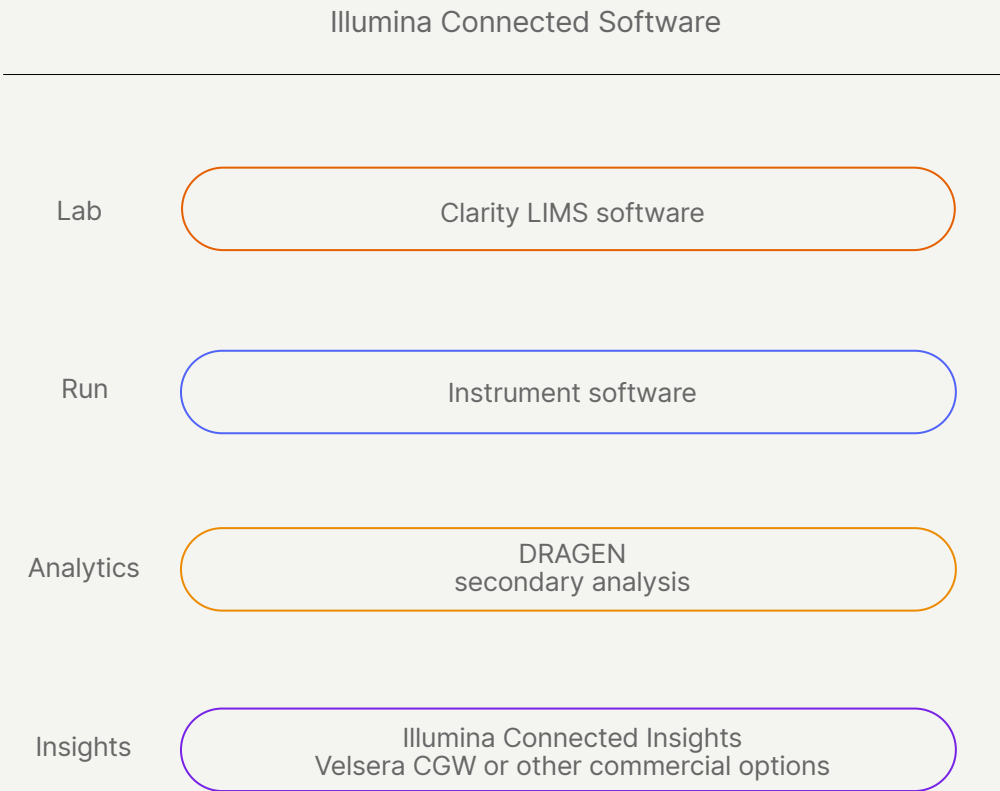 Illumina Connected Software
Lab
Clarity LIMS software
Run
Instrument software
Analytics
DRAGEN
secondary analysis
Insights
Illumina Connected Insights
Velsera CGW or other commercial options